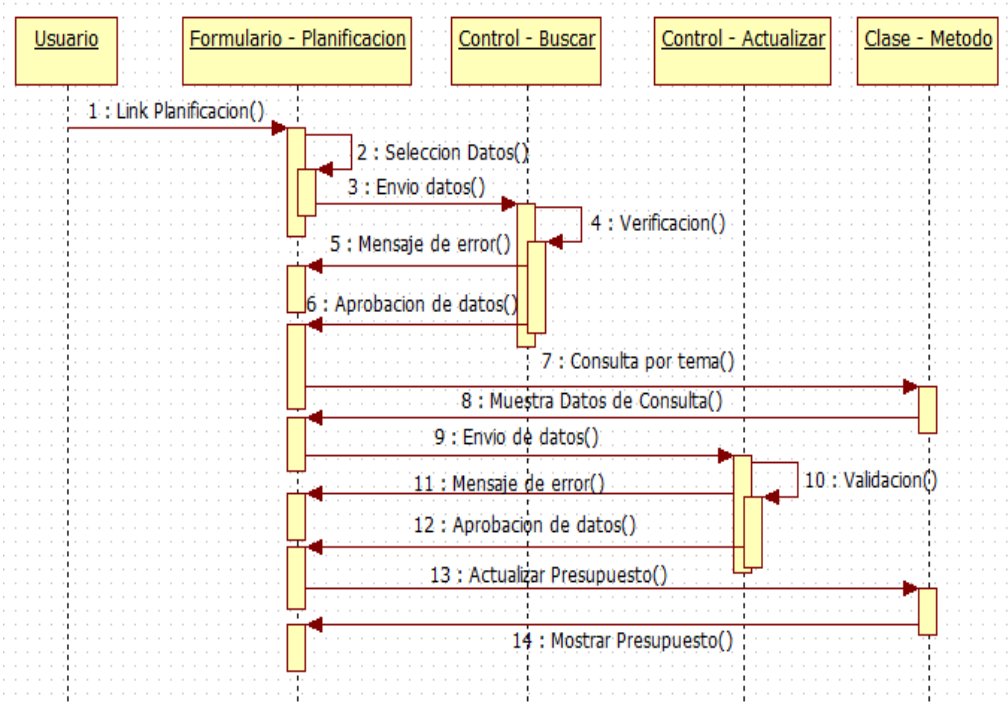 Usuario
Formulario - Planificacion
Control - Buscar
Control - Actualizar
Clase - Metodo
1 : Link Planificacion()
2 : Seleccion Datos()
3 : Envio datos()
4 : Verificacion()
5 : Mensaje de error()
6 : Aprobacion de datos()
7 : Consulta por tema()
8 : Muestra Datos de Consulta()
9 : Envio de datos()
10 : Validacion()
11 : Mensaje de error()
12 : Aprobacion de datos()
13 : Actualizar Presupuesto()
14 : Mostrar Presupuesto()